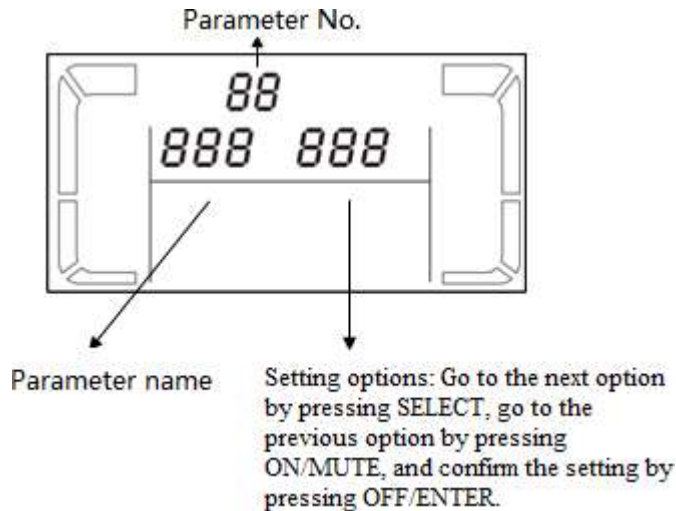 Parameter No.
88
888 888
Parameter name
Setting options: Go to the next option
by pressing SELECT, go to the
previous option by pressing
ON/MUTE, and confirm the setting by
pressing OFF/ENTER.